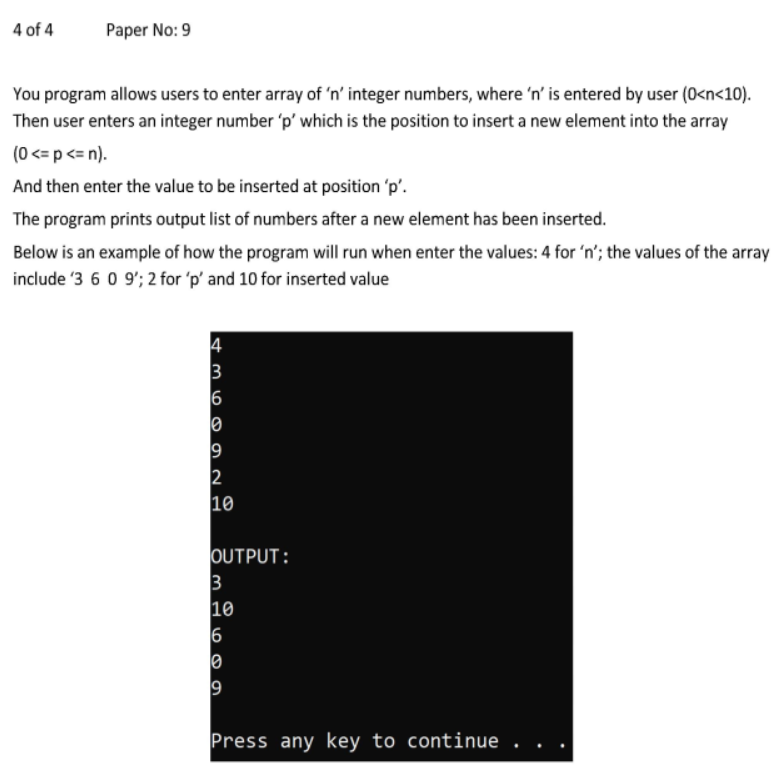 4 of 4 Paper No: 9
You program allows users to enter array of ‘n’ integer numbers, where ‘n’ is entered by user (0<n<10).
Then user enters an integer number ‘p’ which is the position to insert a new element into the array
(0 <= p <= n).
And then enter the value to be inserted at position ‘p’.
The program prints output list of numbers after a new element has been inserted.
Below is an example of how the program will run when enter the values: 4 for ‘n’; the values of the array
include ‘3 6 0 9’; 2 for ‘p’ and 10 for inserted value
4
3
6
0
9
2
10
OUTPUT:
3
10
6
0
9
Press any key to continue . . .